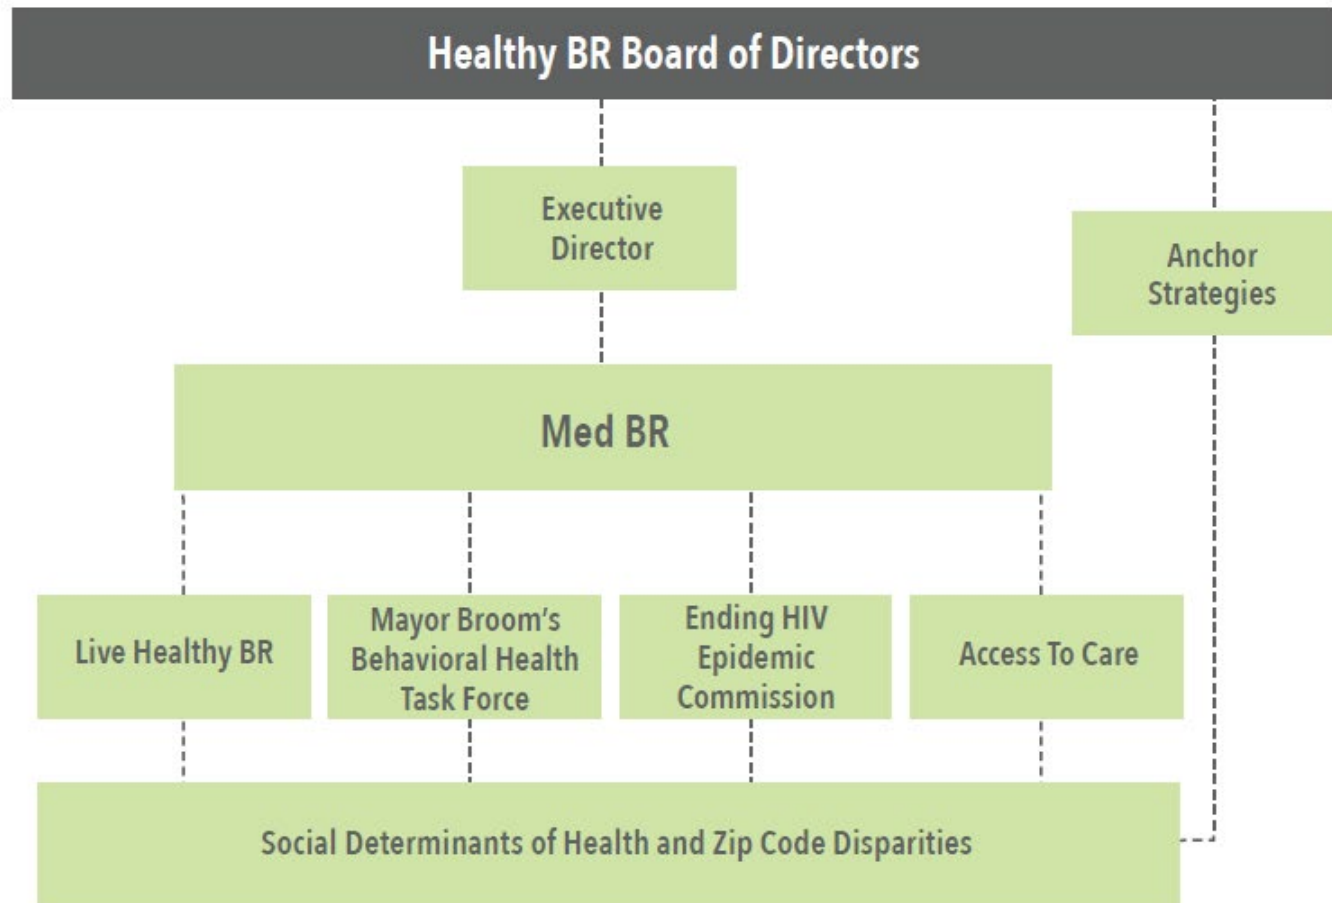 Healthy BR Board of Directors
Executive
Director
Anchor
Strategies
Med BR
Live Healthy BR
Mayor Broom's
Behavioral Health
Task Force
Ending HIV
Epidemic
Commission
Access To Care
Social Determinants of Health and Zip Code Disparities